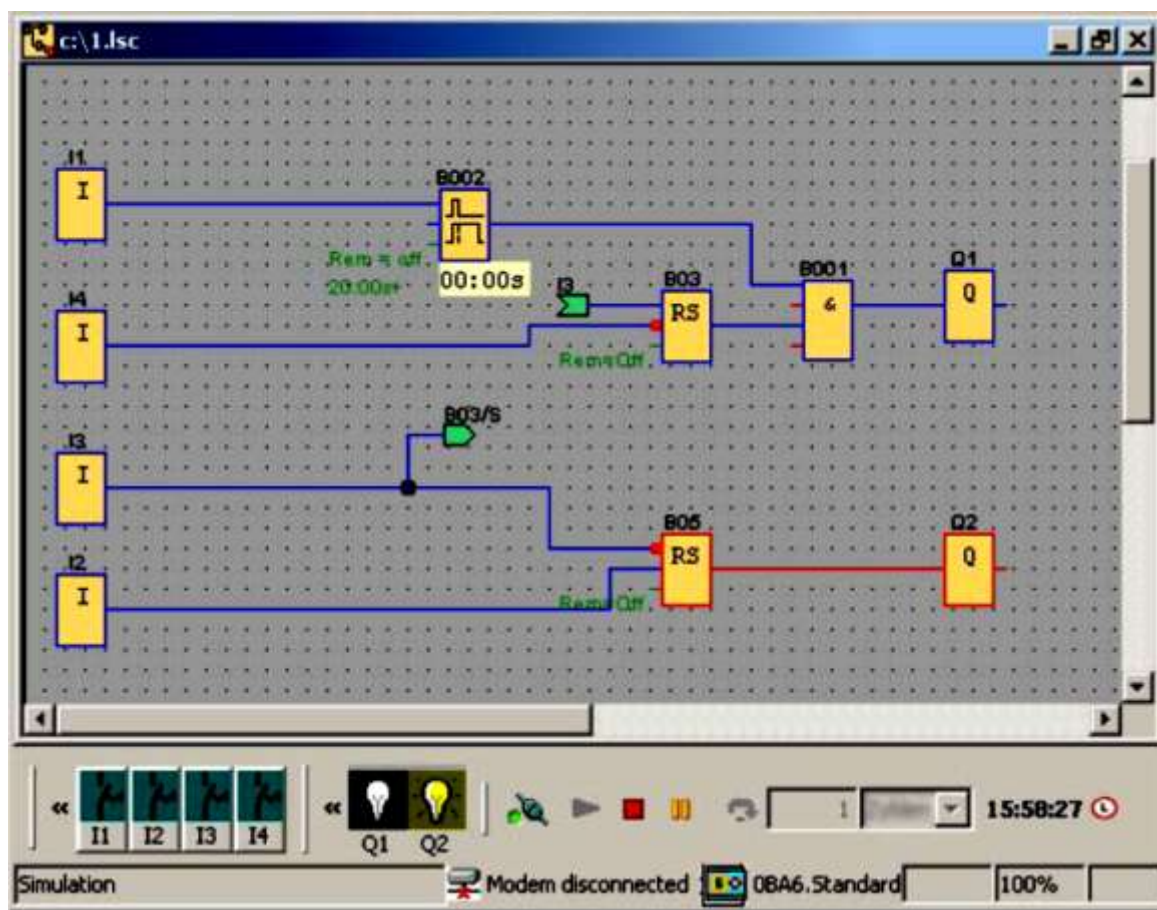 c:\1.lsc
I1
I
B002
Rem = off
20:00s+
00:00s
I4
I
I3
B03
RS
Rem=Off
B001
&
Q1
Q
B03/S
I3
I
I2
I
B05
RS
Rem=Off
Q2
Q
« I1 I2 I3 I4 « Q1 Q2 1 15:58:27
Simulation Modem disconnected 0BA6.Standard 100%